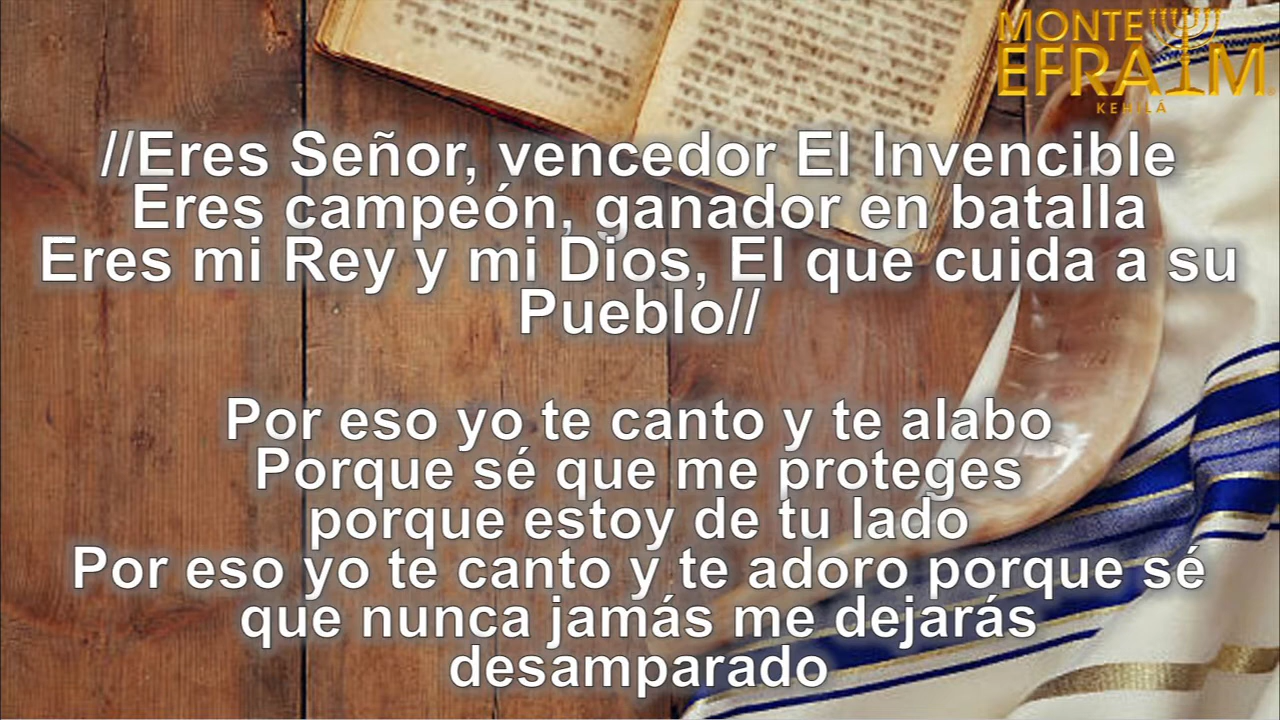 MONTE
EFRAIM
KEHILÁ
//Eres Señor, vencedor El Invencible
Eres campeón, ganador en batalla
Eres mi Rey y mi Dios, El que cuida a su
Pueblo//
Por eso yo te canto y te alabo
Porque sé que me proteges
porque estoy de tu lado
Por eso yo te canto y te adoro porque sé
que nunca jamás me dejarás
desamparado